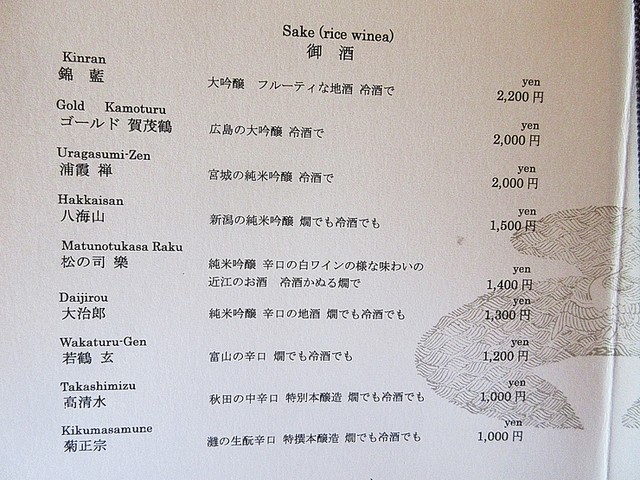 Sake (rice winea)
御 酒
Kinran
錦 藍 大吟醸 フルーティな地酒 冷酒で yen
2,200 円
Gold Kamoturu
ゴールド 賀茂鶴 広島の大吟醸 冷酒で yen
2,000 円
Uragasumi-Zen
浦霞 禅 宮城の純米吟醸 冷酒で yen
2,000 円
Hakkaisan
八海山 新潟の純米吟醸 燗でも冷酒でも yen
1,500 円
Matunotukasa Raku
松の司 樂 純米吟醸 辛口の白ワインの様な味わいの
近江のお酒 冷酒かぬる燗で yen
1,400 円
Daijirou
大治郎 純米吟醸 辛口の地酒 燗でも冷酒でも yen
1,300 円
Wakaturu-Gen
若鶴 玄 富山の辛口 燗でも冷酒でも yen
1,200 円
Takashimizu
高清水 秋田の中辛口 特別本醸造 燗でも冷酒でも yen
1,000 円
Kikumasamune
菊正宗 灘の生酛辛口 特撰本醸造 燗でも冷酒でも yen
1,000 円